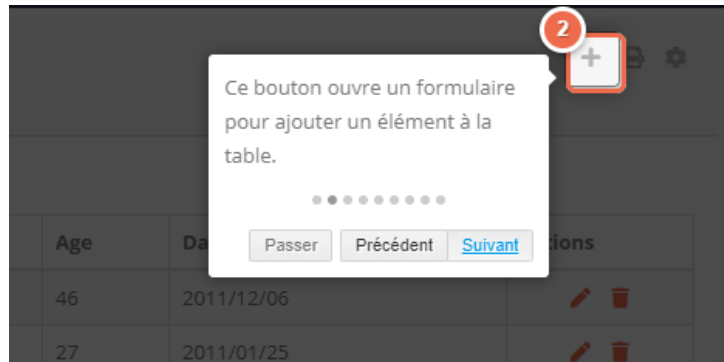 2
Ce bouton ouvre un formulaire
pour ajouter un élément à la
table.
Passer Précédent Suivant
Age Da tions
46 2011/12/06
27 2011/01/25